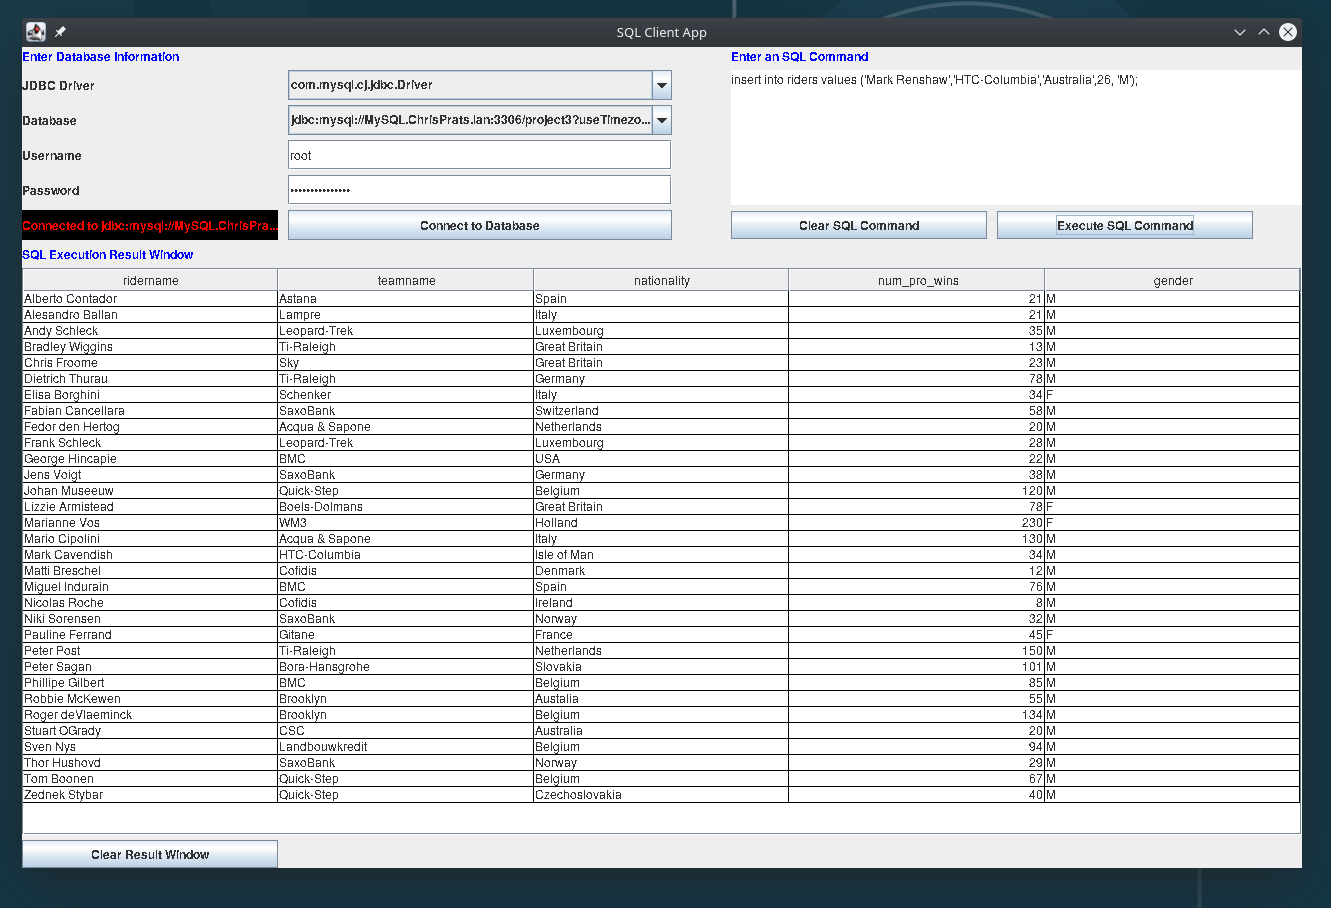 SQL Client App
Enter Database Information
Enter an SQL Command
JDBC Driver
com.mysql.cj.jdbc.Driver
insert into riders values ('Mark Renshaw','HTC-Columbia','Australia',26, 'M');
Database
jdbc:mysql://MySQL.ChrisPrats.lan:3306/project3?useTimezo...
Username
root
Password
•••••••••••••••
Connected to jdbc:mysql://MySQL.ChrisPra...
Connect to Database
Clear SQL Command
Execute SQL Command
SQL Execution Result Window
ridername teamname nationality num_pro_wins gender
Alberto Contador Astana Spain 21 M
Alesandro Ballan Lampre Italy 21 M
Andy Schleck Leopard-Trek Luxembourg 35 M
Bradley Wiggins Ti-Raleigh Great Britain 13 M
Chris Froome Sky Great Britain 23 M
Dietrich Thurau Ti-Raleigh Germany 78 M
Elisa Borghini Schenker Italy 34 F
Fabian Cancellara SaxoBank Switzerland 58 M
Fedor den Hertog Acqua & Sapone Netherlands 20 M
Frank Schleck Leopard-Trek Luxembourg 28 M
George Hincapie BMC USA 22 M
Jens Voigt SaxoBank Germany 38 M
Johan Museeuw Quick-Step Belgium 120 M
Lizzie Armistead Boels-Dolmans Great Britain 78 F
Marianne Vos WM3 Holland 230 F
Mario Cipolini Acqua & Sapone Italy 130 M
Mark Cavendish HTC-Columbia Isle of Man 34 M
Matti Breschel Cofidis Denmark 12 M
Miguel Indurain BMC Spain 76 M
Nicolas Roche Cofidis Ireland 8 M
Niki Sorensen SaxoBank Norway 32 M
Pauline Ferrand Gitane France 45 F
Peter Post Ti-Raleigh Netherlands 150 M
Peter Sagan Bora-Hansgrohe Slovakia 101 M
Phillipe Gilbert BMC Belgium 85 M
Robbie McKewen Brooklyn Austalia 55 M
Roger deVlaeminck Brooklyn Belgium 134 M
Stuart OGrady CSC Australia 20 M
Sven Nys Landbouwkredit Belgium 94 M
Thor Hushovd SaxoBank Norway 29 M
Tom Boonen Quick-Step Belgium 67 M
Zednek Stybar Quick-Step Czechoslovakia 40 M
Clear Result Window